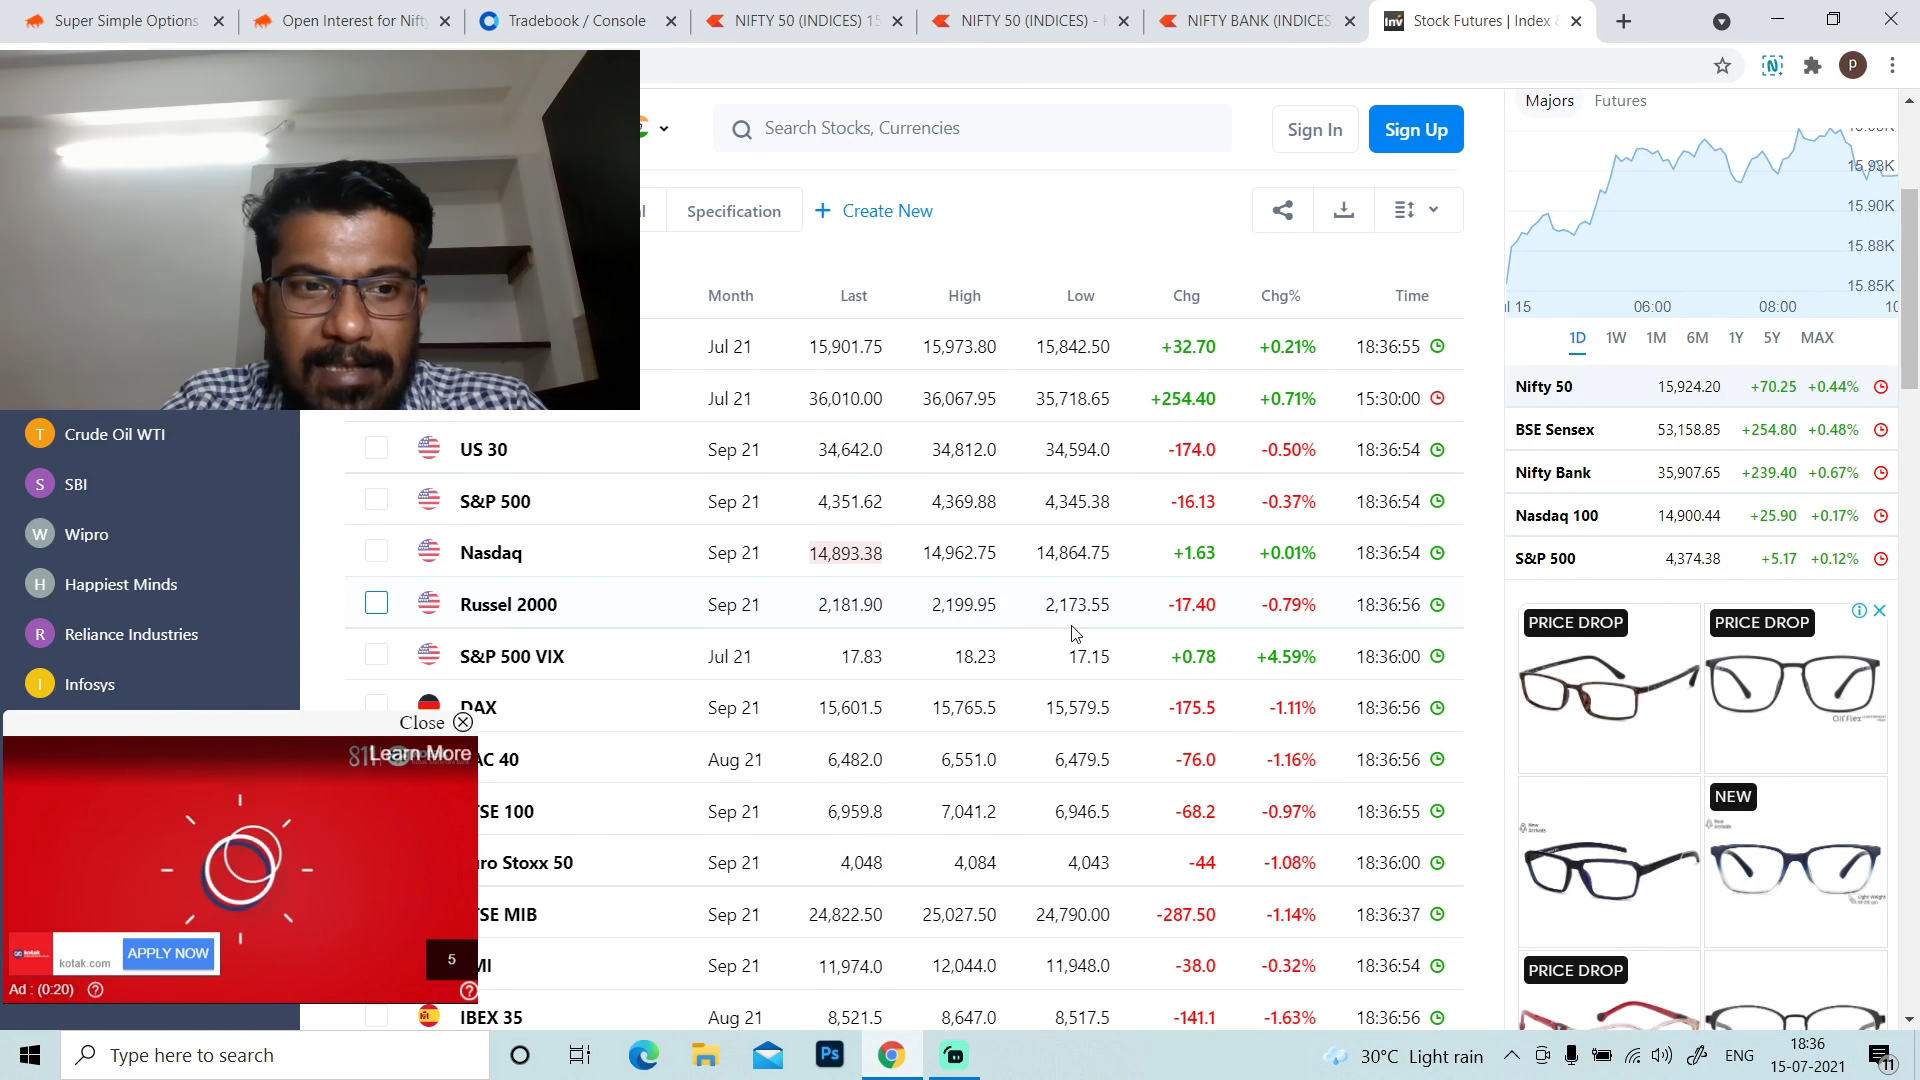 Super Simple Options
Open Interest for Nifty
Tradebook / Console
NIFTY 50 (INDICES) 15
NIFTY 50 (INDICES) -
NIFTY BANK (INDICES
Inv
Stock Futures | Index &
P
Search Stocks, Currencies
Sign In
Sign Up
Specification
+ Create New
Month Last High Low Chg Chg% Time
Jul 21 15,901.75 15,973.80 15,842.50 +32.70 +0.21% 18:36:55
Jul 21 36,010.00 36,067.95 35,718.65 +254.40 +0.71% 15:30:00
US 30 Sep 21 34,642.0 34,812.0 34,594.0 -174.0 -0.50% 18:36:54
S&P 500 Sep 21 4,351.62 4,369.88 4,345.38 -16.13 -0.37% 18:36:54
Nasdaq Sep 21 14,893.38 14,962.75 14,864.75 +1.63 +0.01% 18:36:54
Russel 2000 Sep 21 2,181.90 2,199.95 2,173.55 -17.40 -0.79% 18:36:56
S&P 500 VIX Jul 21 17.83 18.23 17.15 +0.78 +4.59% 18:36:00
DAX Sep 21 15,601.5 15,765.5 15,579.5 -175.5 -1.11% 18:36:56
AC 40 Aug 21 6,482.0 6,551.0 6,479.5 -76.0 -1.16% 18:36:56
TSE 100 Sep 21 6,959.8 7,041.2 6,946.5 -68.2 -0.97% 18:36:55
uro Stoxx 50 Sep 21 4,048 4,084 4,043 -44 -1.08% 18:36:00
TSE MIB Sep 21 24,822.50 25,027.50 24,790.00 -287.50 -1.14% 18:36:37
MI Sep 21 11,974.0 12,044.0 11,948.0 -38.0 -0.32% 18:36:54
IBEX 35 Aug 21 8,521.5 8,647.0 8,517.5 -141.1 -1.63% 18:36:56
T Crude Oil WTI
S SBI
W Wipro
H Happiest Minds
R Reliance Industries
I Infosys
Close
811
Learn More
kotak
kotak.com
APPLY NOW
5
Ad : (0:20)
Majors Futures
15.93K
15.90K
15.88K
15.85K
06:00 08:00
1D 1W 1M 6M 1Y 5Y MAX
Nifty 50 15,924.20 +70.25 +0.44%
BSE Sensex 53,158.85 +254.80 +0.48%
Nifty Bank 35,907.65 +239.40 +0.67%
Nasdaq 100 14,900.44 +25.90 +0.17%
S&P 500 4,374.38 +5.17 +0.12%
PRICE DROP
PRICE DROP
NEW
PRICE DROP
Type here to search
Ps
30°C Light rain
ENG
18:36
15-07-2021
11